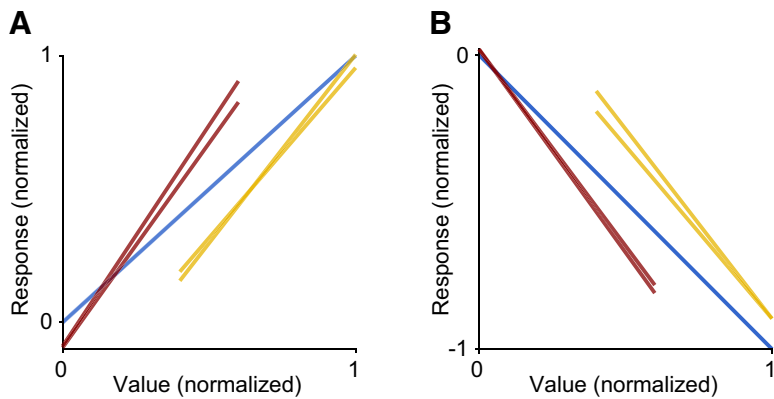 A
1
0
Response (normalized)
0
1
Value (normalized)
B
0
-1
Response (normalized)
0
1
Value (normalized)